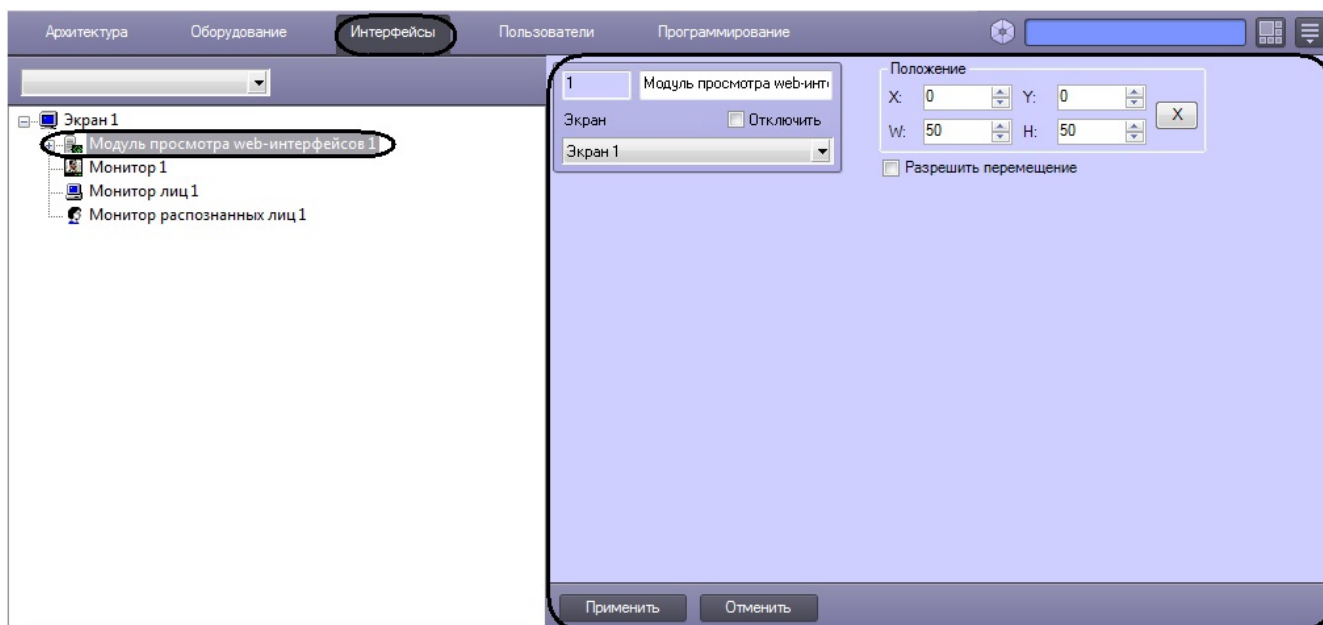 Архитектура Оборудование Интерфейсы Пользователи Программирование
Экран 1
Модуль просмотра web-интерфейсов 1
Монитор 1
Монитор лиц 1
Монитор распознанных лиц 1
1 Модуль просмотра web-инт
Экран Отключить
Экран 1
Положение
X: 0 Y: 0
W: 50 H: 50
X
Разрешить перемещение
Применить Отменить